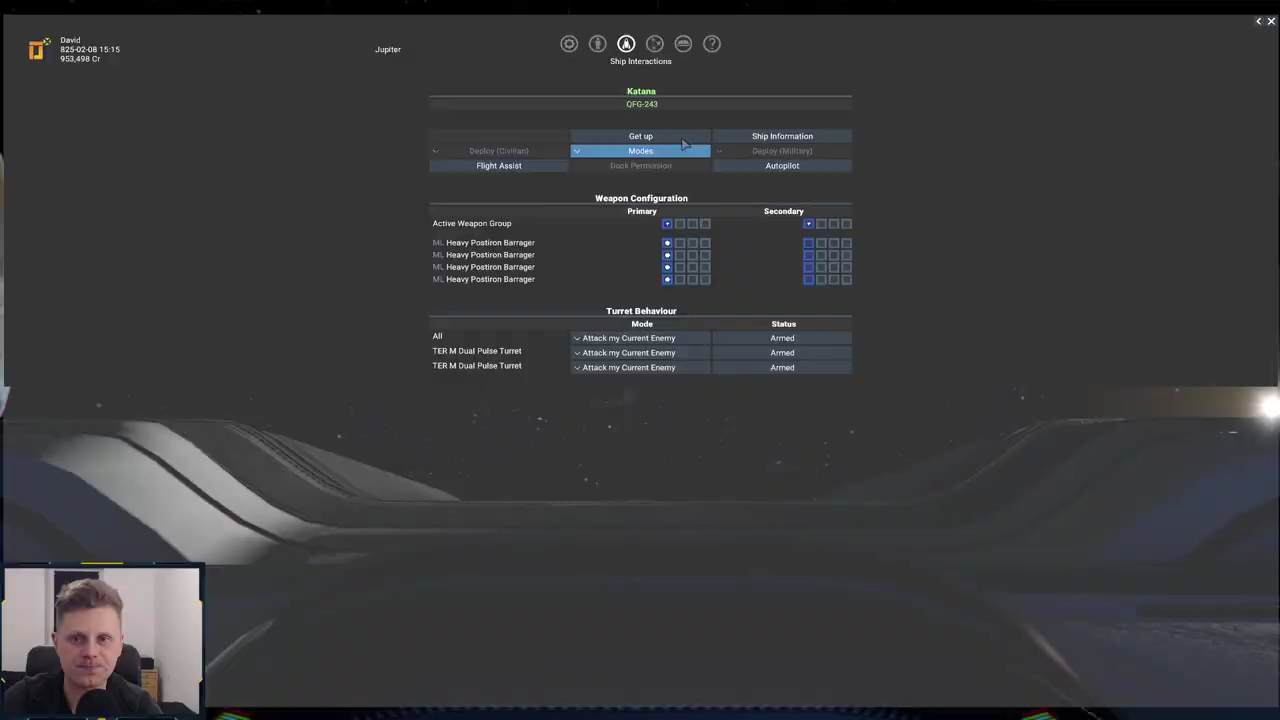 David
825-02-08 15:15
953,498 Cr
Jupiter
Ship Interactions
Katana
QFG-243
Get up
Ship Information
Deploy (Civilian)
Modes
Deploy (Military)
Flight Assist
Dock Permission
Autopilot
Weapon Configuration
Primary
Secondary
Active Weapon Group
ML Heavy Postiron Barrager
ML Heavy Postiron Barrager
ML Heavy Postiron Barrager
ML Heavy Postiron Barrager
Turret Behaviour
Mode
Status
All
Attack my Current Enemy
Armed
TER M Dual Pulse Turret
Attack my Current Enemy
Armed
TER M Dual Pulse Turret
Attack my Current Enemy
Armed